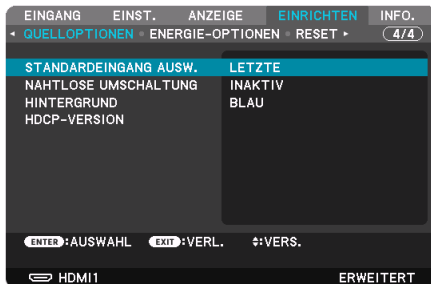 EINGANG EINST. ANZEIGE EINRICHTEN INFO.
◂ QUELLOPTIONEN ENERGIE-OPTIONEN RESET ▸ 4/4
STANDARDEINGANG AUSW. LETZTE
NAHTLOSE UMSCHALTUNG INAKTIV
HINTERGRUND BLAU
HDCP-VERSION
ENTER:AUSWAHL EXIT:VERL. ♦:VERS.
HDMI1 ERWEITERT